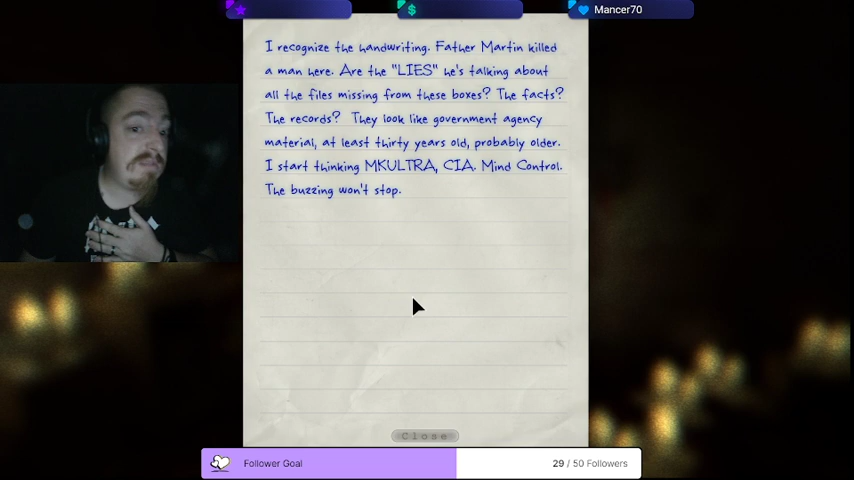 Mancer70
I recognize the handwriting. Father Martin killed
a man here. Are the "LIES" he's talking about
all the files missing from these boxes? The facts?
The records? They look like government agency
material, at least thirty years old, probably older.
I start thinking MKULTRA, CIA. Mind Control.
The buzzing won't stop.
Close
Follower Goal
29 / 50 Followers